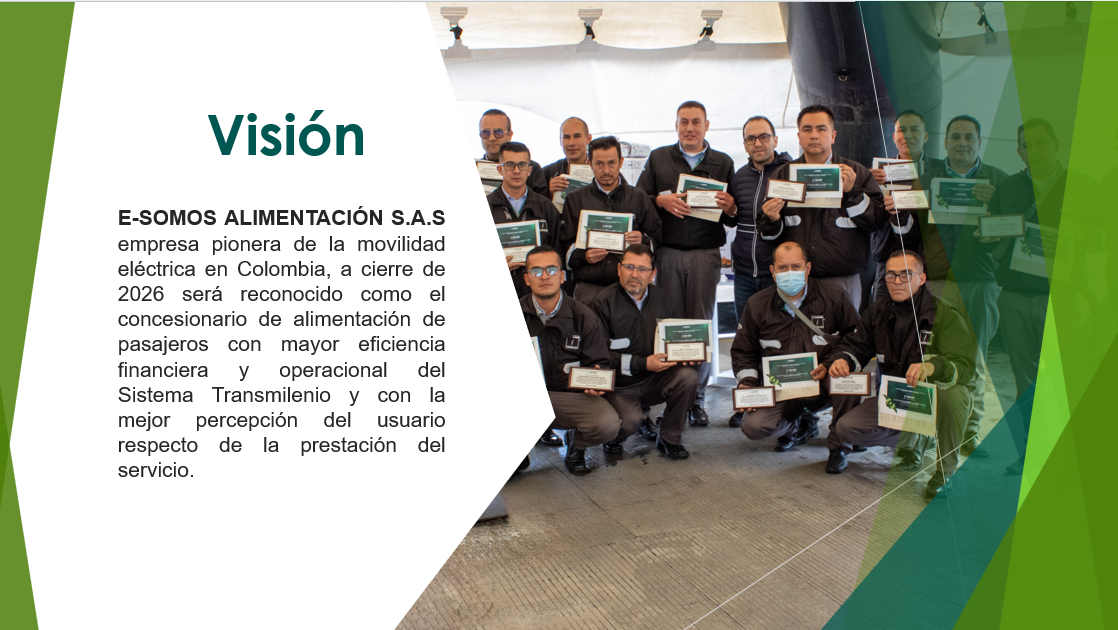 Visión
E-SOMOS ALIMENTACIÓN S.A.S
empresa pionera de la movilidad
eléctrica en Colombia, a cierre de
2026 será reconocido como el
concesionario de alimentación de
pasajeros con mayor eficiencia
financiera y operacional del
Sistema Transmilenio y con la
mejor percepción del usuario
respecto de la prestación del
servicio.